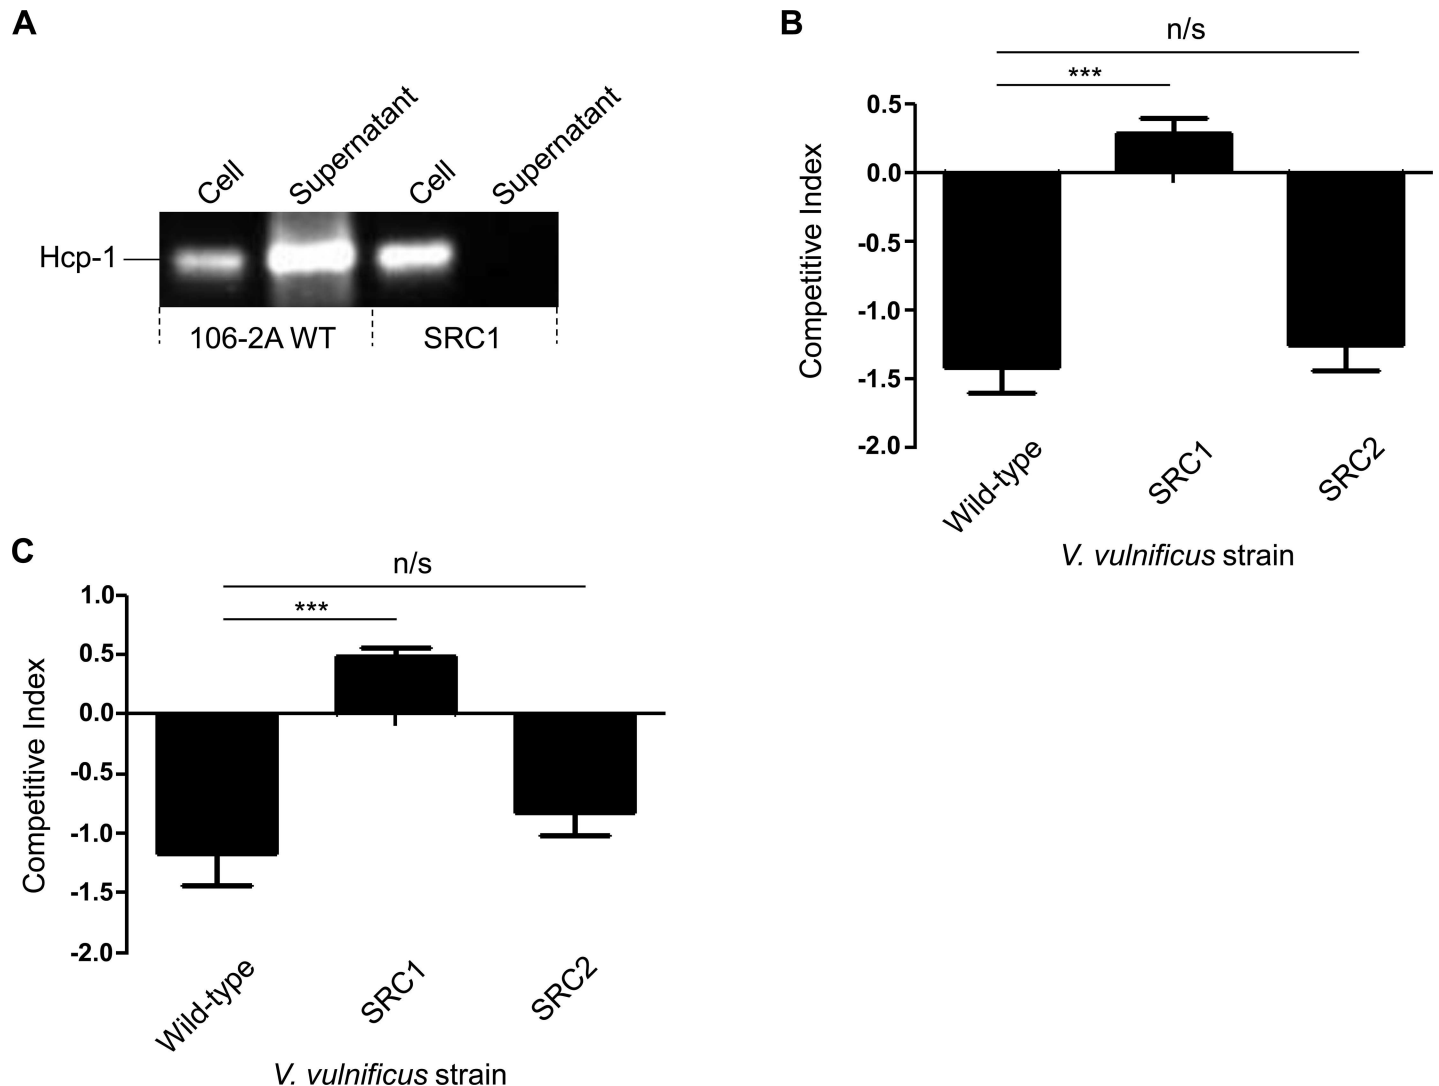 A
Cell
Supernatant
Cell
Supernatant
Hcp-1
106-2A WT
SRC1
B
n/s
***
0.5
0.0
-0.5
-1.0
-1.5
-2.0
Competitive Index
Wild-type
SRC1
SRC2
V. vulnificus strain
C
n/s
***
1.0
0.5
0.0
-0.5
-1.0
-1.5
-2.0
Competitive Index
Wild-type
SRC1
SRC2
V. vulnificus strain